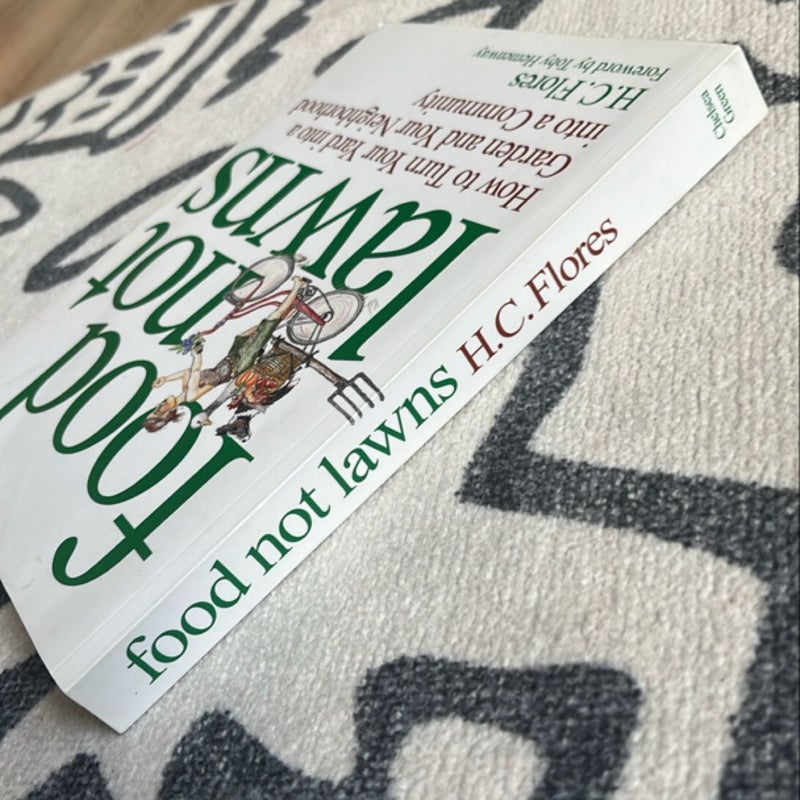 food
not
lawns
How to Turn Your Yard into a
Garden and Your Neighborhood
into a Community
H.C. Flores
Foreword by Toby Hemenway
food not lawns H.C. Flores
Chelsea
Green